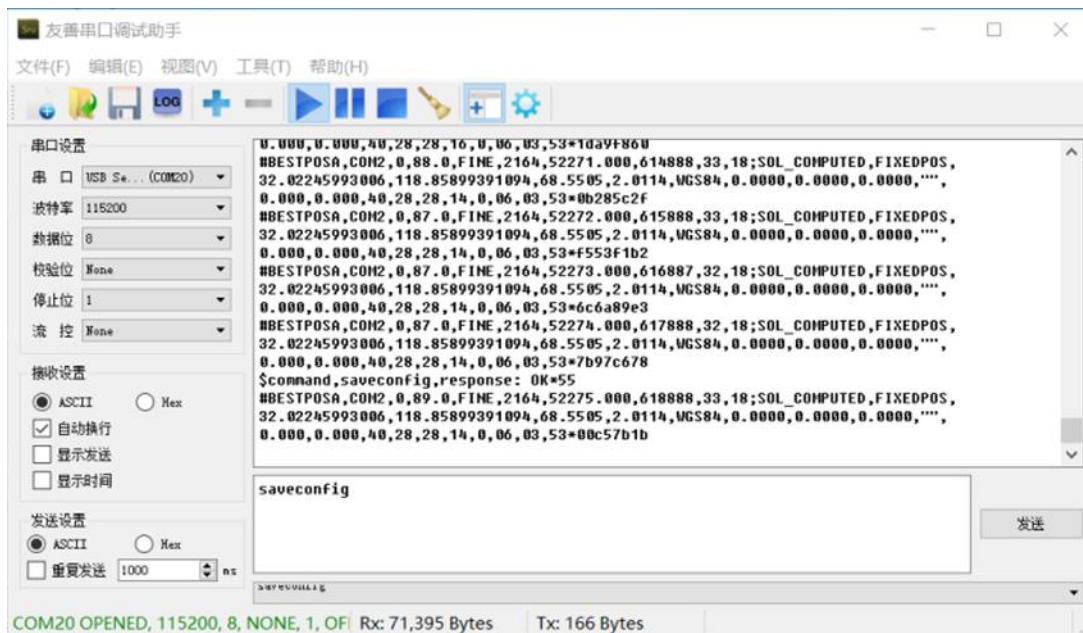 友善串口调试助手
文件(F) 编辑(E) 视图(V) 工具(T) 帮助(H)
LOG
串口设置
串 口 USB Se...(COM20)
波特率 115200
数据位 8
校验位 None
停止位 1
流 控 None
接收设置
ASCII Hex
自动换行
显示发送
显示时间
发送设置
ASCII Hex
重复发送 1000 ms
0.000,0.000,40,28,28,16,0,06,03,53*1da9f860
#BESTPOSA,COM2,0,88.0,FINE,2164,52271.000,614888,33,18;SOL_COMPUTED,FIXEDPOS,
32.02245993006,118.85899391094,68.5505,2.0114,WGS84,0.0000,0.0000,0.0000,"",
0.000,0.000,40,28,28,14,0,06,03,53*0b285c2f
#BESTPOSA,COM2,0,87.0,FINE,2164,52272.000,615888,33,18;SOL_COMPUTED,FIXEDPOS,
32.02245993006,118.85899391094,68.5505,2.0114,WGS84,0.0000,0.0000,0.0000,"",
0.000,0.000,40,28,28,14,0,06,03,53*f553f1b2
#BESTPOSA,COM2,0,87.0,FINE,2164,52273.000,616887,32,18;SOL_COMPUTED,FIXEDPOS,
32.02245993006,118.85899391094,68.5505,2.0114,WGS84,0.0000,0.0000,0.0000,"",
0.000,0.000,40,28,28,14,0,06,03,53*6c6a89e3
#BESTPOSA,COM2,0,87.0,FINE,2164,52274.000,617888,32,18;SOL_COMPUTED,FIXEDPOS,
32.02245993006,118.85899391094,68.5505,2.0114,WGS84,0.0000,0.0000,0.0000,"",
0.000,0.000,40,28,28,14,0,06,03,53*7b97c678
$command,saveconfig,response: OK*55
#BESTPOSA,COM2,0,89.0,FINE,2164,52275.000,618888,33,18;SOL_COMPUTED,FIXEDPOS,
32.02245993006,118.85899391094,68.5505,2.0114,WGS84,0.0000,0.0000,0.0000,"",
0.000,0.000,40,28,28,14,0,06,03,53*00c57b1b
saveconfig
发送
saveconfig
COM20 OPENED, 115200, 8, NONE, 1, OF Rx: 71,395 Bytes Tx: 166 Bytes